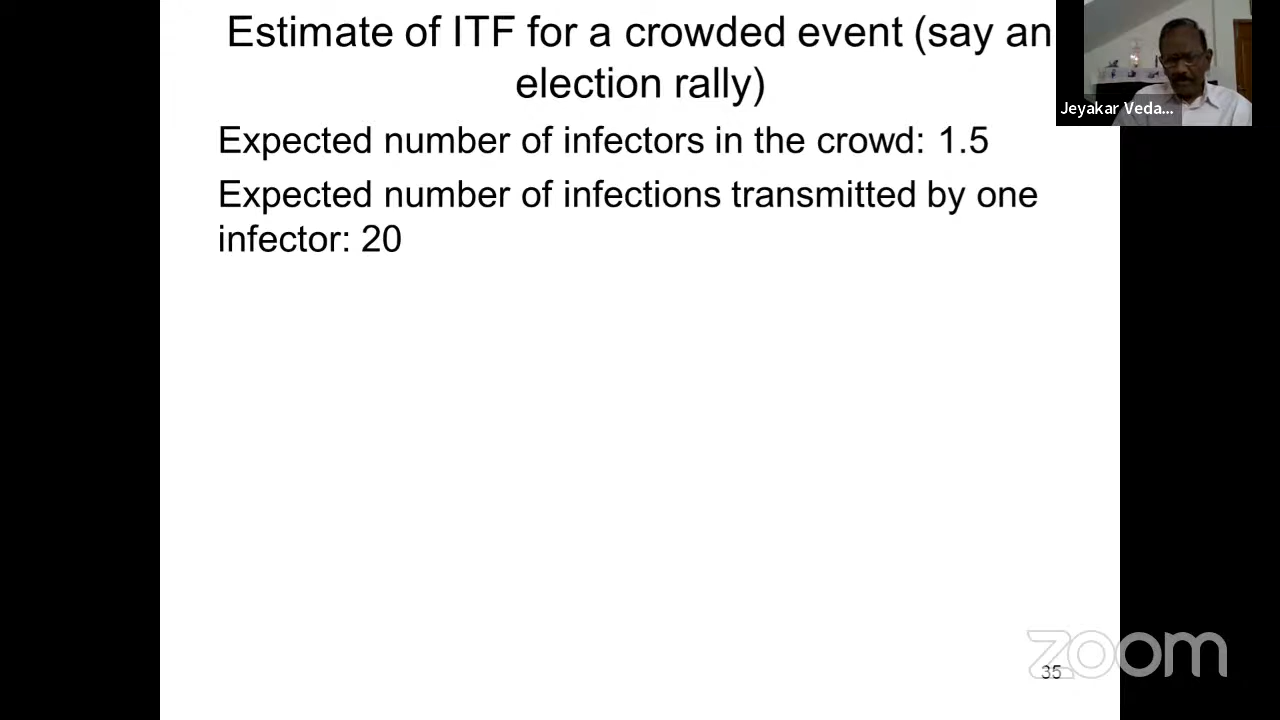 Estimate of ITF for a crowded event (say an
election rally)
Jeyakar Veda...
Expected number of infectors in the crowd: 1.5
Expected number of infections transmitted by one
infector: 20
zoom
35